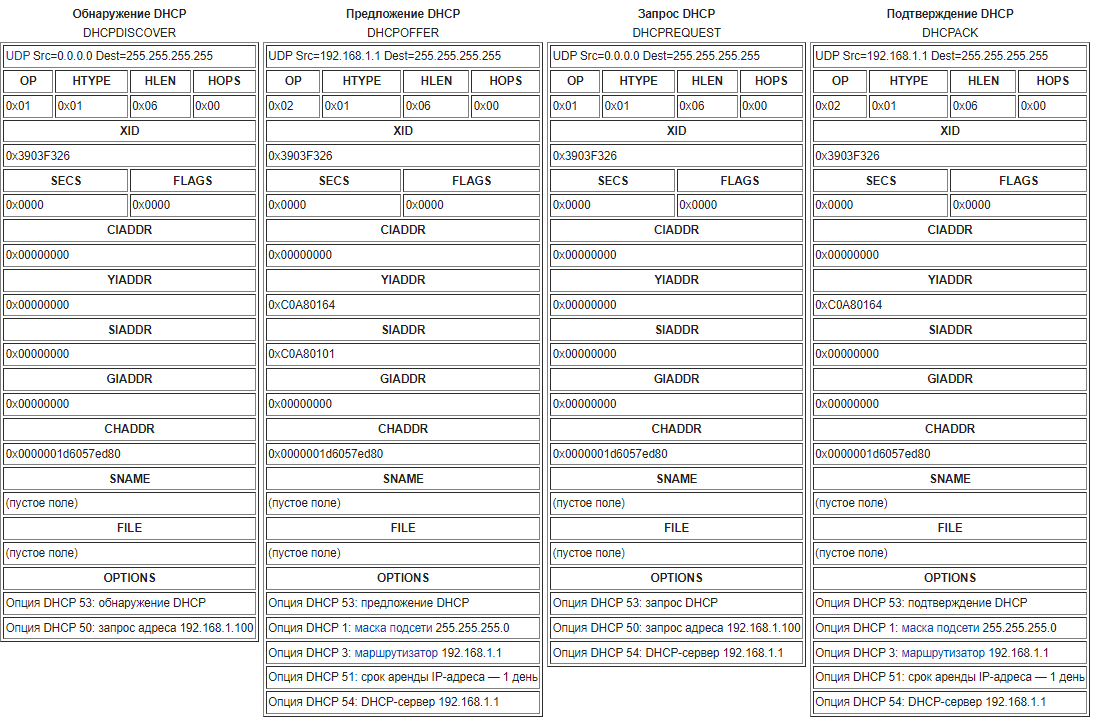 Обнаружение DHCP
DHCPDISCOVER
UDP Src=0.0.0.0 Dest=255.255.255.255
OP HTYPE HLEN HOPS
0x01 0x01 0x06 0x00
XID
0x3903F326
SECS FLAGS
0x0000 0x0000
CIADDR
0x00000000
YIADDR
0x00000000
SIADDR
0x00000000
GIADDR
0x00000000
CHADDR
0x0000001d6057ed80
SNAME
(пустое поле)
FILE
(пустое поле)
OPTIONS
Опция DHCP 53: обнаружение DHCP
Опция DHCP 50: запрос адреса 192.168.1.100
Предложение DHCP
DHCPOFFER
UDP Src=192.168.1.1 Dest=255.255.255.255
OP HTYPE HLEN HOPS
0x02 0x01 0x06 0x00
XID
0x3903F326
SECS FLAGS
0x0000 0x0000
CIADDR
0x00000000
YIADDR
0xC0A80164
SIADDR
0xC0A80101
GIADDR
0x00000000
CHADDR
0x0000001d6057ed80
SNAME
(пустое поле)
FILE
(пустое поле)
OPTIONS
Опция DHCP 53: предложение DHCP
Опция DHCP 1: маска подсети 255.255.255.0
Опция DHCP 3: маршрутизатор 192.168.1.1
Опция DHCP 51: срок аренды IP-адреса — 1 день
Опция DHCP 54: DHCP-сервер 192.168.1.1
Запрос DHCP
DHCPREQUEST
UDP Src=0.0.0.0 Dest=255.255.255.255
OP HTYPE HLEN HOPS
0x01 0x01 0x06 0x00
XID
0x3903F326
SECS FLAGS
0x0000 0x0000
CIADDR
0x00000000
YIADDR
0x00000000
SIADDR
0x00000000
GIADDR
0x00000000
CHADDR
0x0000001d6057ed80
SNAME
(пустое поле)
FILE
(пустое поле)
OPTIONS
Опция DHCP 53: запрос DHCP
Опция DHCP 50: запрос адреса 192.168.1.100
Опция DHCP 54: DHCP-сервер 192.168.1.1
Подтверждение DHCP
DHCPACK
UDP Src=192.168.1.1 Dest=255.255.255.255
OP HTYPE HLEN HOPS
0x02 0x01 0x06 0x00
XID
0x3903F326
SECS FLAGS
0x0000 0x0000
CIADDR
0x00000000
YIADDR
0xC0A80164
SIADDR
0x00000000
GIADDR
0x00000000
CHADDR
0x0000001d6057ed80
SNAME
(пустое поле)
FILE
(пустое поле)
OPTIONS
Опция DHCP 53: подтверждение DHCP
Опция DHCP 1: маска подсети 255.255.255.0
Опция DHCP 3: маршрутизатор 192.168.1.1
Опция DHCP 51: срок аренды IP-адреса — 1 день
Опция DHCP 54: DHCP-сервер 192.168.1.1